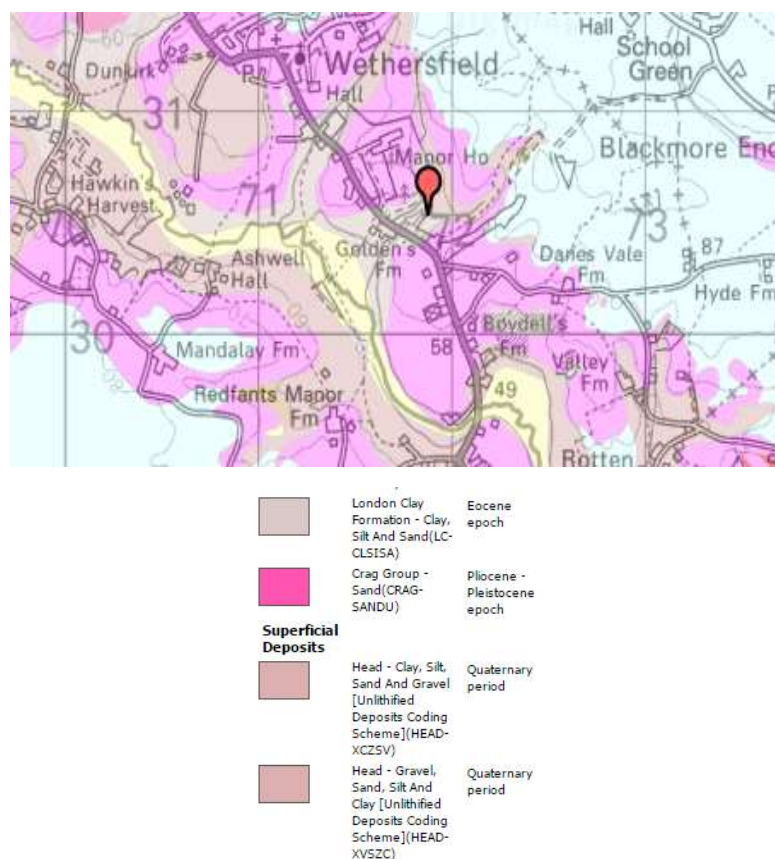 60
Hall
School
Green
Dunjurk
Wethersfield
Hall
31
Manor Ho
Blackmore End
Hawkin's
Harvest
71
73
Golden's
Fm
Danes Vale
Fm
87
Ashwell
Hall
Hyde Fm
30
Mandalay Fm
58
Boydell's
Fm
Valley
Fm
Redfants Manor
Fm
49
Rotten
London Clay
Formation - Clay,
Silt And Sand(LC-
CLSISA)
Eocene
epoch
Crag Group -
Sand(CRAG-
SANDU)
Pliocene -
Pleistocene
epoch
Superficial
Deposits
Head - Clay, Silt,
Sand And Gravel
[Unlithified
Deposits Coding
Scheme](HEAD-
XCZSV)
Quaternary
period
Head - Gravel,
Sand, Silt And
Clay [Unlithified
Deposits Coding
Scheme](HEAD-
XVSZC)
Quaternary
period